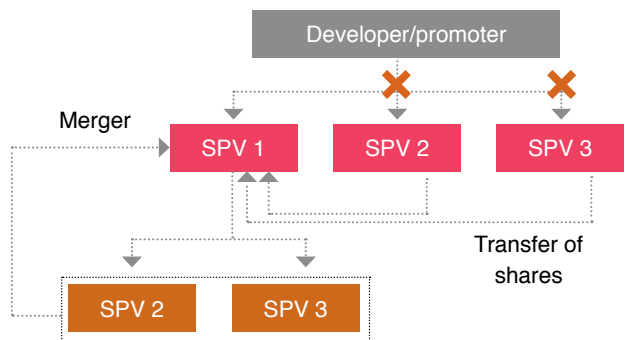 Developer/promoter
Merger
SPV 1
SPV 2
SPV 3
Transfer of
shares
SPV 2
SPV 3